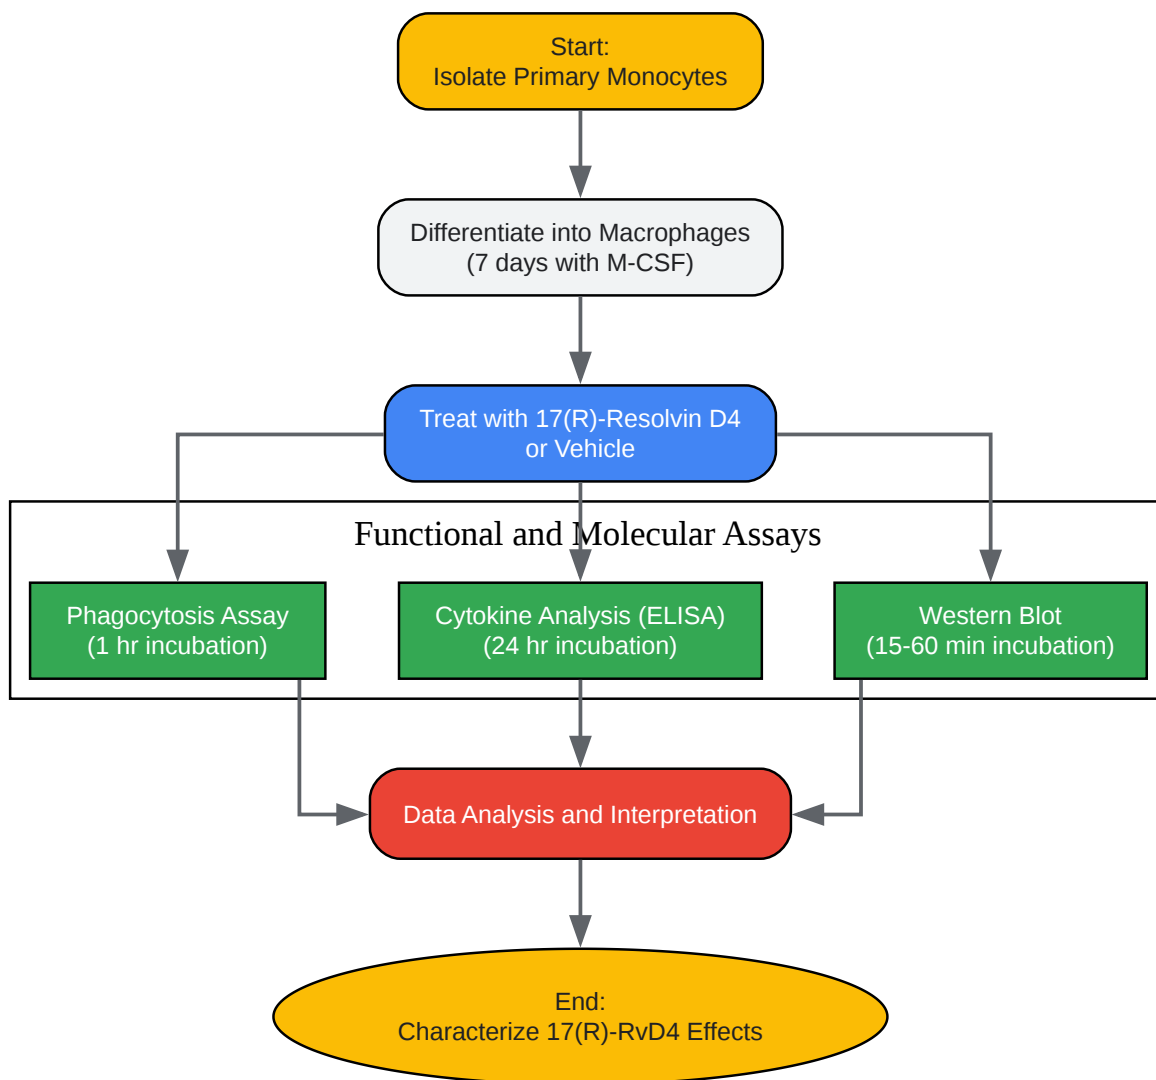 Start:
Isolate Primary Monocytes
Differentiate into Macrophages
(7 days with M-CSF)
Treat with 17(R)-Resolvin D4
or Vehicle
Functional and Molecular Assays
Phagocytosis Assay
(1 hr incubation)
Cytokine Analysis (ELISA)
(24 hr incubation)
Western Blot
(15-60 min incubation)
Data Analysis and Interpretation
End:
Characterize 17(R)-RvD4 Effects